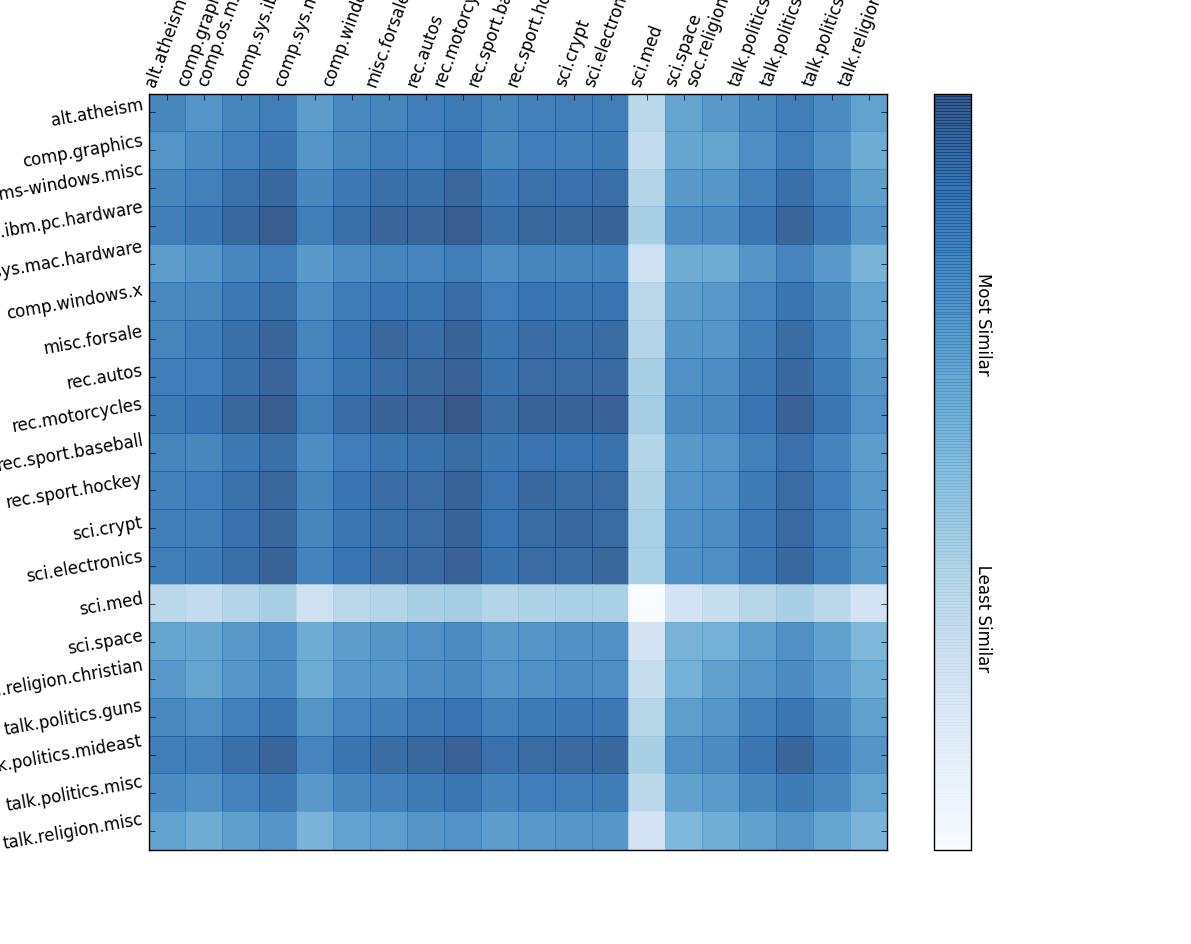 alt.atheism
comp.grap
comp.os.m
comp.sys.ib
comp.sys.m
comp.windo
misc.forsale
rec.autos
rec.motorcy
rec.sport.ba
rec.sport.ho
sci.crypt
sci.electron
sci.med
sci.space
soc.religion
talk.politics
talk.politics
talk.politics
talk.religion
alt.atheism
comp.graphics
ms-windows.misc
.ibm.pc.hardware
sys.mac.hardware
comp.windows.x
misc.forsale
rec.autos
rec.motorcycles
rec.sport.baseball
rec.sport.hockey
sci.crypt
sci.electronics
sci.med
sci.space
.religion.christian
talk.politics.guns
k.politics.mideast
talk.politics.misc
talk.religion.misc
Most Similar
Least Similar